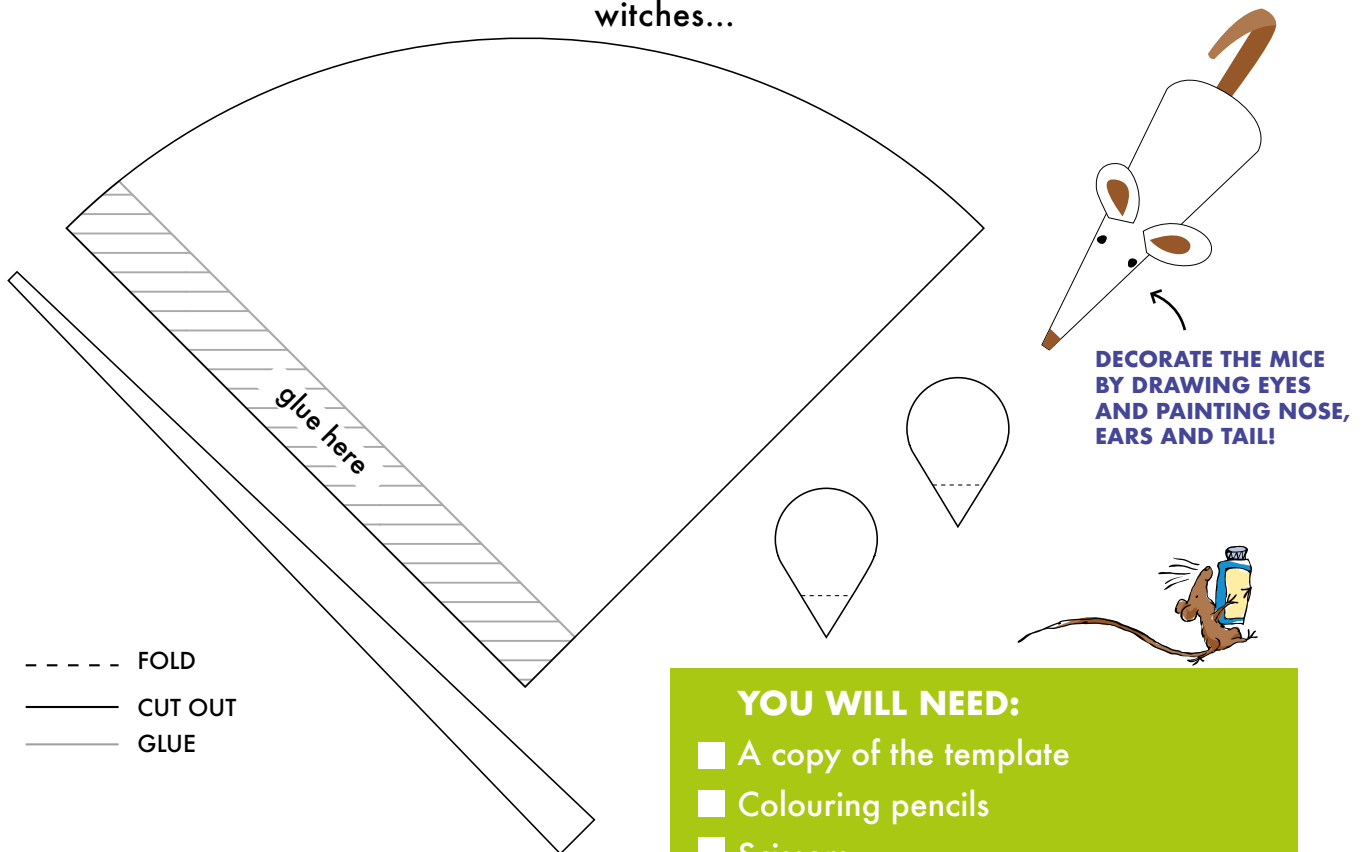 witches...
glue here
DECORATE THE MICE
BY DRAWING EYES
AND PAINTING NOSE,
EARS AND TAIL!
FOLD
CUT OUT
GLUE
YOU WILL NEED:
A copy of the template
Colouring pencils